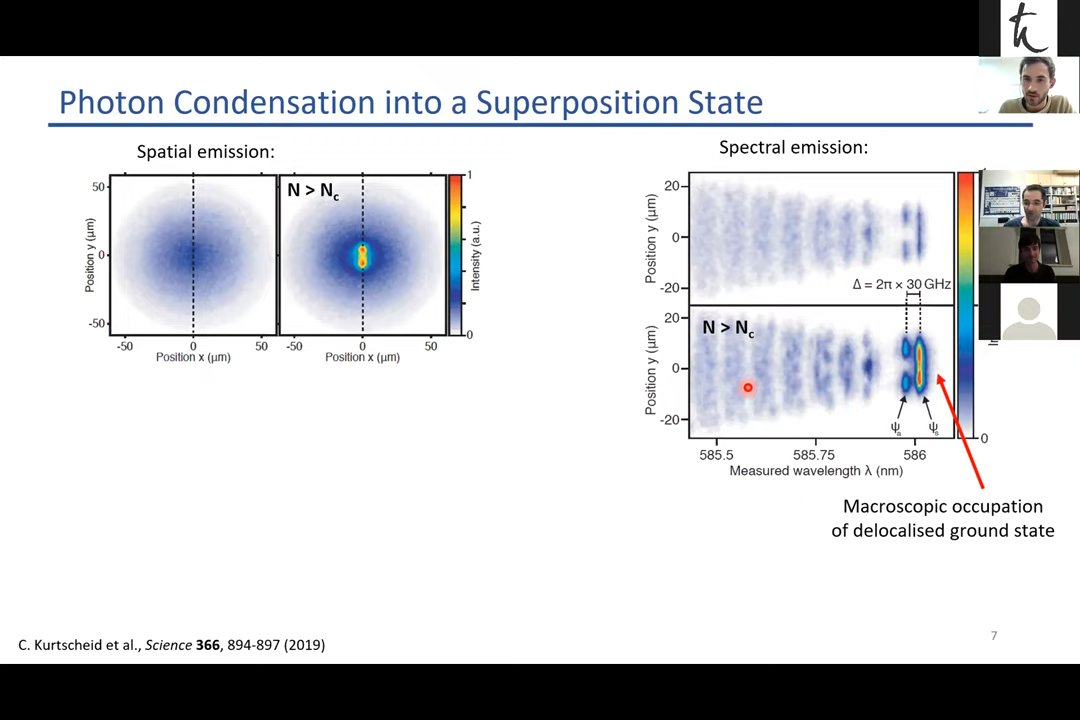 Photon Condensation into a Superposition State
Spatial emission:
Spectral emission:
50
0
-50
Position y (µm)
N > Nc
1
0
Intensity (a.u.)
-50 0 50
-50 0 50
Position x (µm)
Position x (µm)
20
0
-20
Position y (µm)
Δ = 2π × 30 GHz
20
0
-20
Position y (µm)
N > Nc
ψa
ψs
0
585.5 585.75 586
Measured wavelength λ (nm)
Macroscopic occupation
of delocalised ground state
C. Kurtscheid et al., Science 366, 894-897 (2019)
7